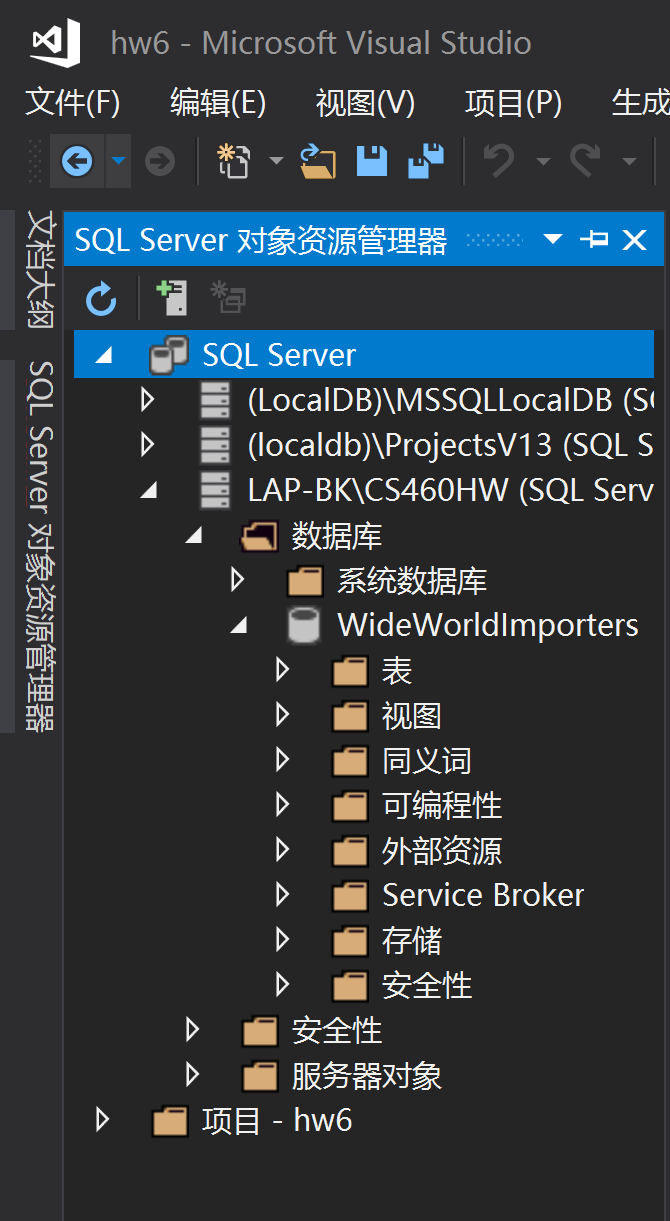 hw6 - Microsoft Visual Studio
文件(F) 编辑(E) 视图(V) 项目(P) 生成
文档大纲
SQL Server 对象资源管理器
SQL Server 对象资源管理器
SQL Server
(LocalDB)\MSSQLLocalDB (SQ
(localdb)\ProjectsV13 (SQL S
LAP-BK\CS460HW (SQL Serv
数据库
系统数据库
WideWorldImporters
表
视图
同义词
可编程性
外部资源
Service Broker
存储
安全性
安全性
服务器对象
项目 - hw6